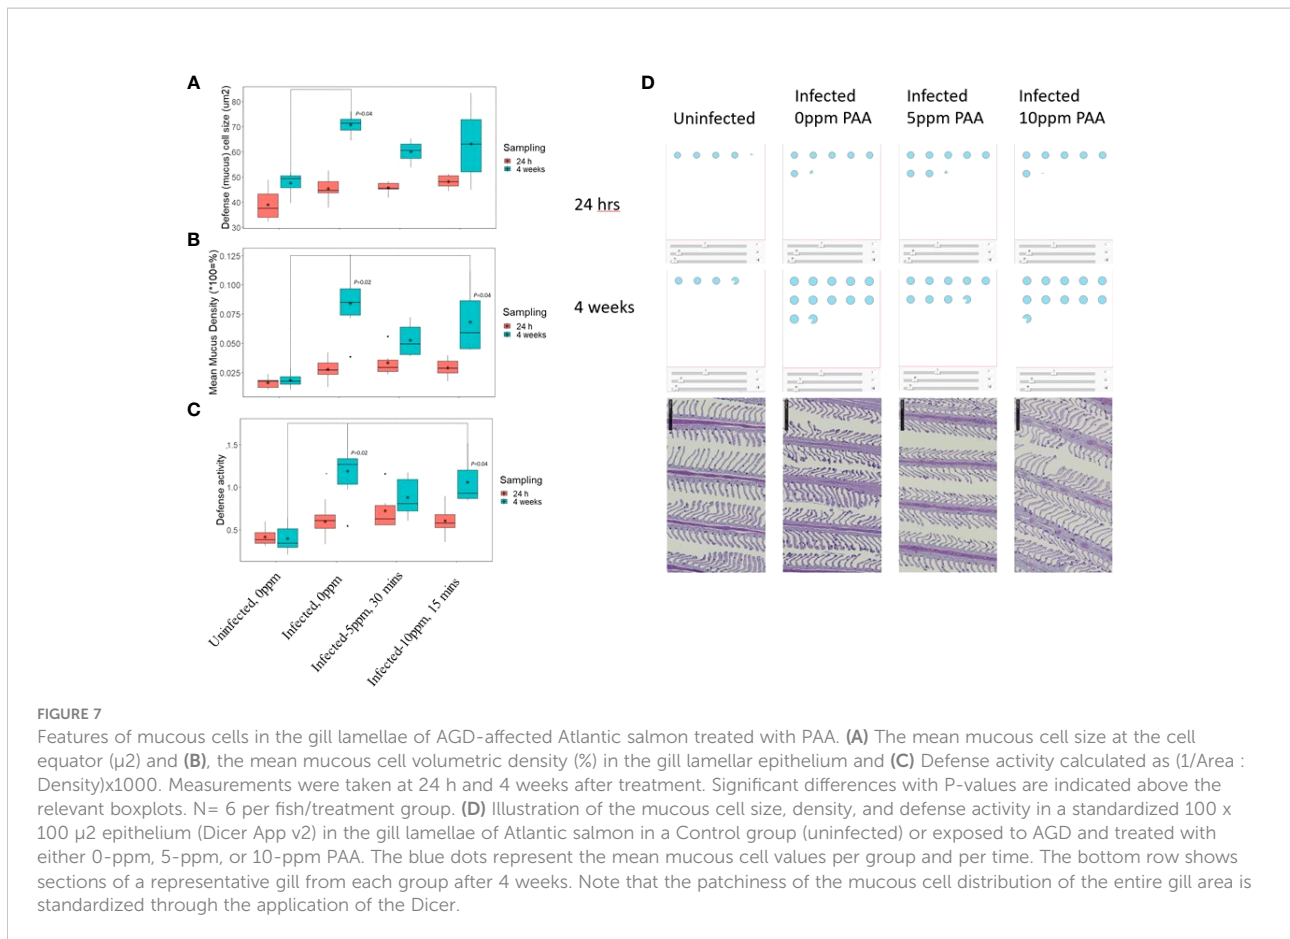 A
Defense (mucus) cell size (um2)
80
70
60
50
40
30
P=0.04
Sampling
24 h
4 weeks
B
Mean Mucus Density (*100=%)
0.125
0.100
0.075
0.050
0.025
P=0.02
P=0.04
Sampling
24 h
4 weeks
C
Defense activity
1.5
1.0
0.5
P=0.02
P=0.04
Sampling
24 h
4 weeks
Uninfected, 0ppm
Infected, 0ppm
Infected-5ppm, 30 mins
Infected-10ppm, 15 mins
D
Uninfected
Infected
0ppm PAA
Infected
5ppm PAA
Infected
10ppm PAA
24 hrs
4 weeks
FIGURE 7
Features of mucous cells in the gill lamellae of AGD-affected Atlantic salmon treated with PAA. (A) The mean mucous cell size at the cell
equator (μ2) and (B), the mean mucous cell volumetric density (%) in the gill lamellar epithelium and (C) Defense activity calculated as (1/Area :
Density)x1000. Measurements were taken at 24 h and 4 weeks after treatment. Significant differences with P-values are indicated above the
relevant boxplots. N= 6 per fish/treatment group. (D) Illustration of the mucous cell size, density, and defense activity in a standardized 100 x
100 μ2 epithelium (Dicer App v2) in the gill lamellae of Atlantic salmon in a Control group (uninfected) or exposed to AGD and treated with
either 0-ppm, 5-ppm, or 10-ppm PAA. The blue dots represent the mean mucous cell values per group and per time. The bottom row shows
sections of a representative gill from each group after 4 weeks. Note that the patchiness of the mucous cell distribution of the entire gill area is
standardized through the application of the Dicer.